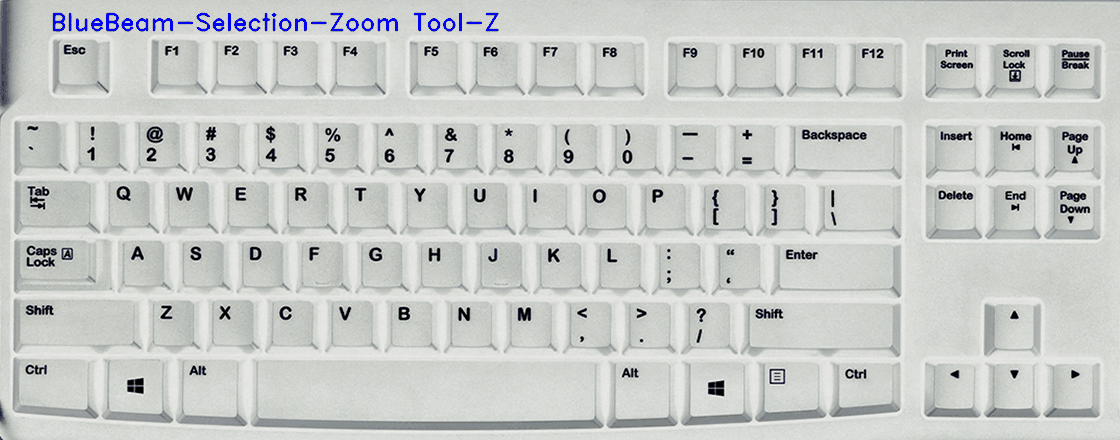 BlueBeam-Selection-Zoom Tool-Z
Esc F1 F2 F3 F4 F5 F6 F7 F8 F9 F10 F11 F12 Print Screen Scroll Lock Pause Break
~ ` ! 1 @ 2 # 3 $ 4 % 5 ^ 6 & 7 * 8 ( 9 ) 0 — - + = Backspace Insert Home Page Up
Tab Q W E R T Y U I O P { [ } ] | \ Delete End Page Down
Caps Lock A A S D F G H J K L : ; “ ‘ Enter
Shift Z X C V B N M < , > . ? / Shift
Ctrl Alt Alt Ctrl